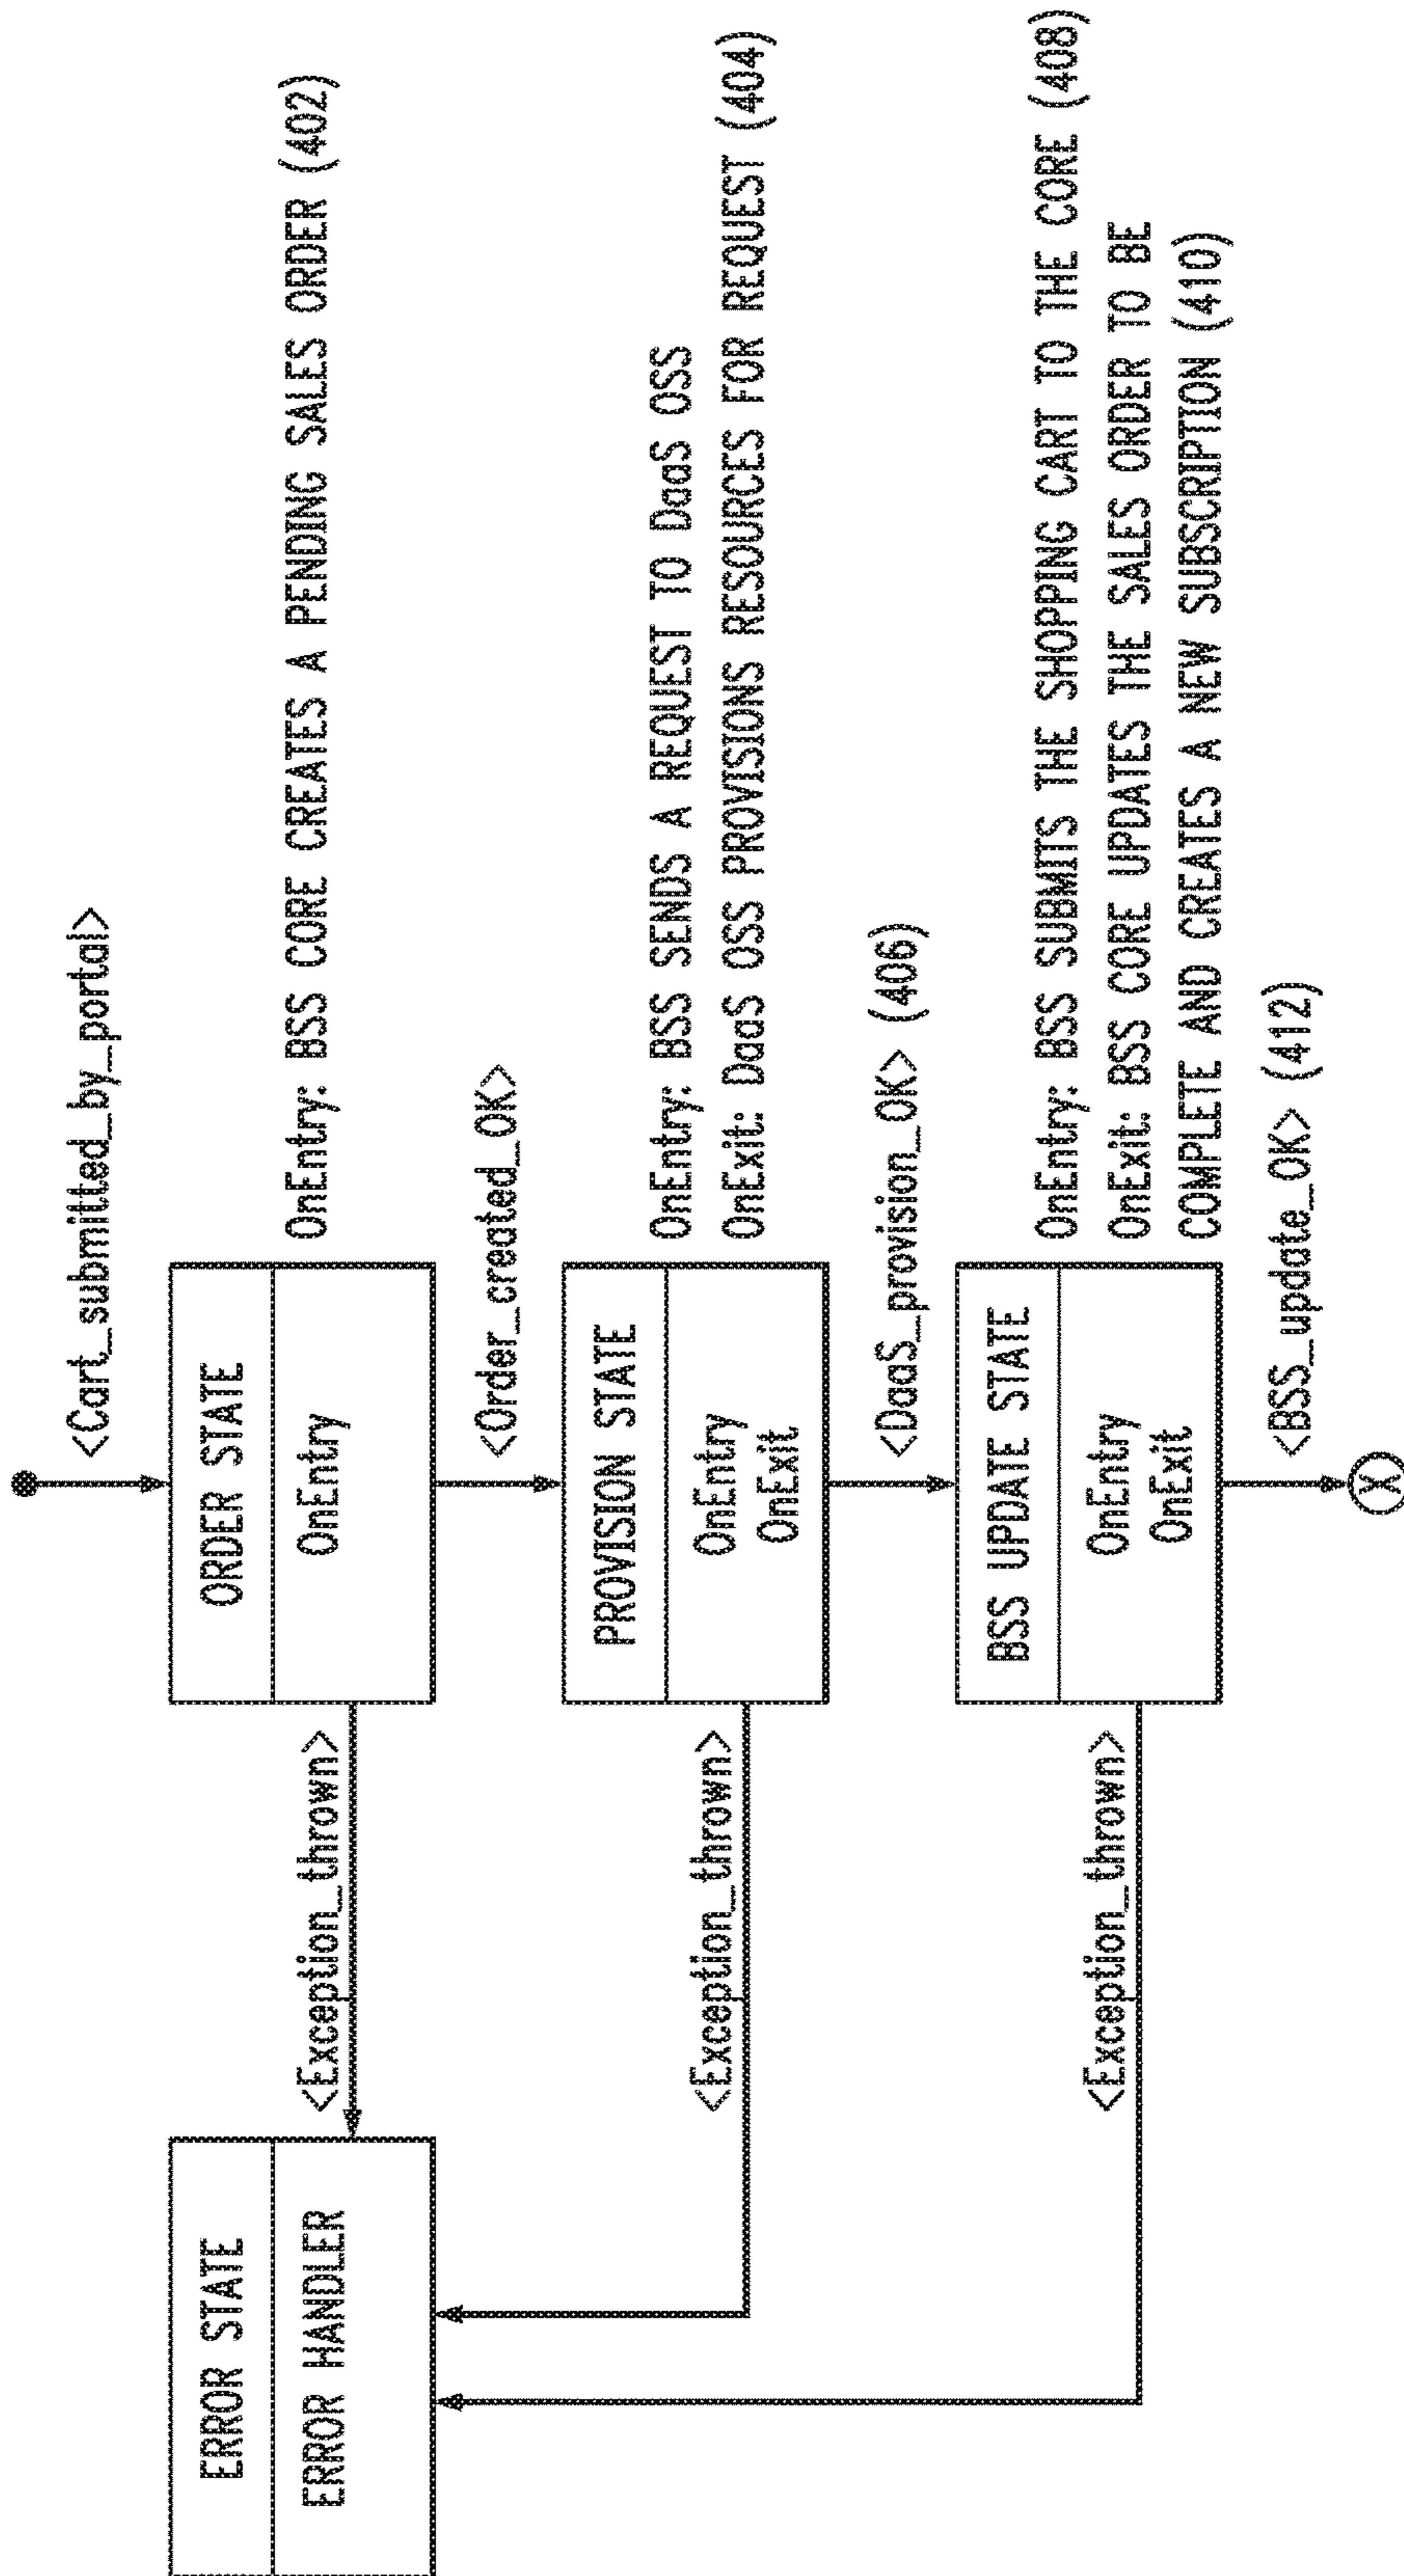 <Cart_submitted_by_portal>
ORDER STATE
OnEntry
OnEntry: BSS CORE CREATES A PENDING SALES ORDER (402)
<Exception_thrown>
ERROR STATE
ERROR HANDLER
<Order_created_OK>
PROVISION STATE
OnEntry
OnExit
OnEntry: BSS SENDS A REQUEST TO DaaS OSS
OnExit: DaaS OSS PROVISIONS RESOURCES FOR REQUEST (404)
<Exception_thrown>
<DaaS_provision_OK> (406)
BSS UPDATE STATE
OnEntry
OnExit
OnEntry: BSS SUBMITS THE SHOPPING CART TO THE CORE (408)
OnExit: BSS CORE UPDATES THE SALES ORDER TO BE
COMPLETE AND CREATES A NEW SUBSCRIPTION (410)
<Exception_thrown>
<BSS_update_OK> (412)
X